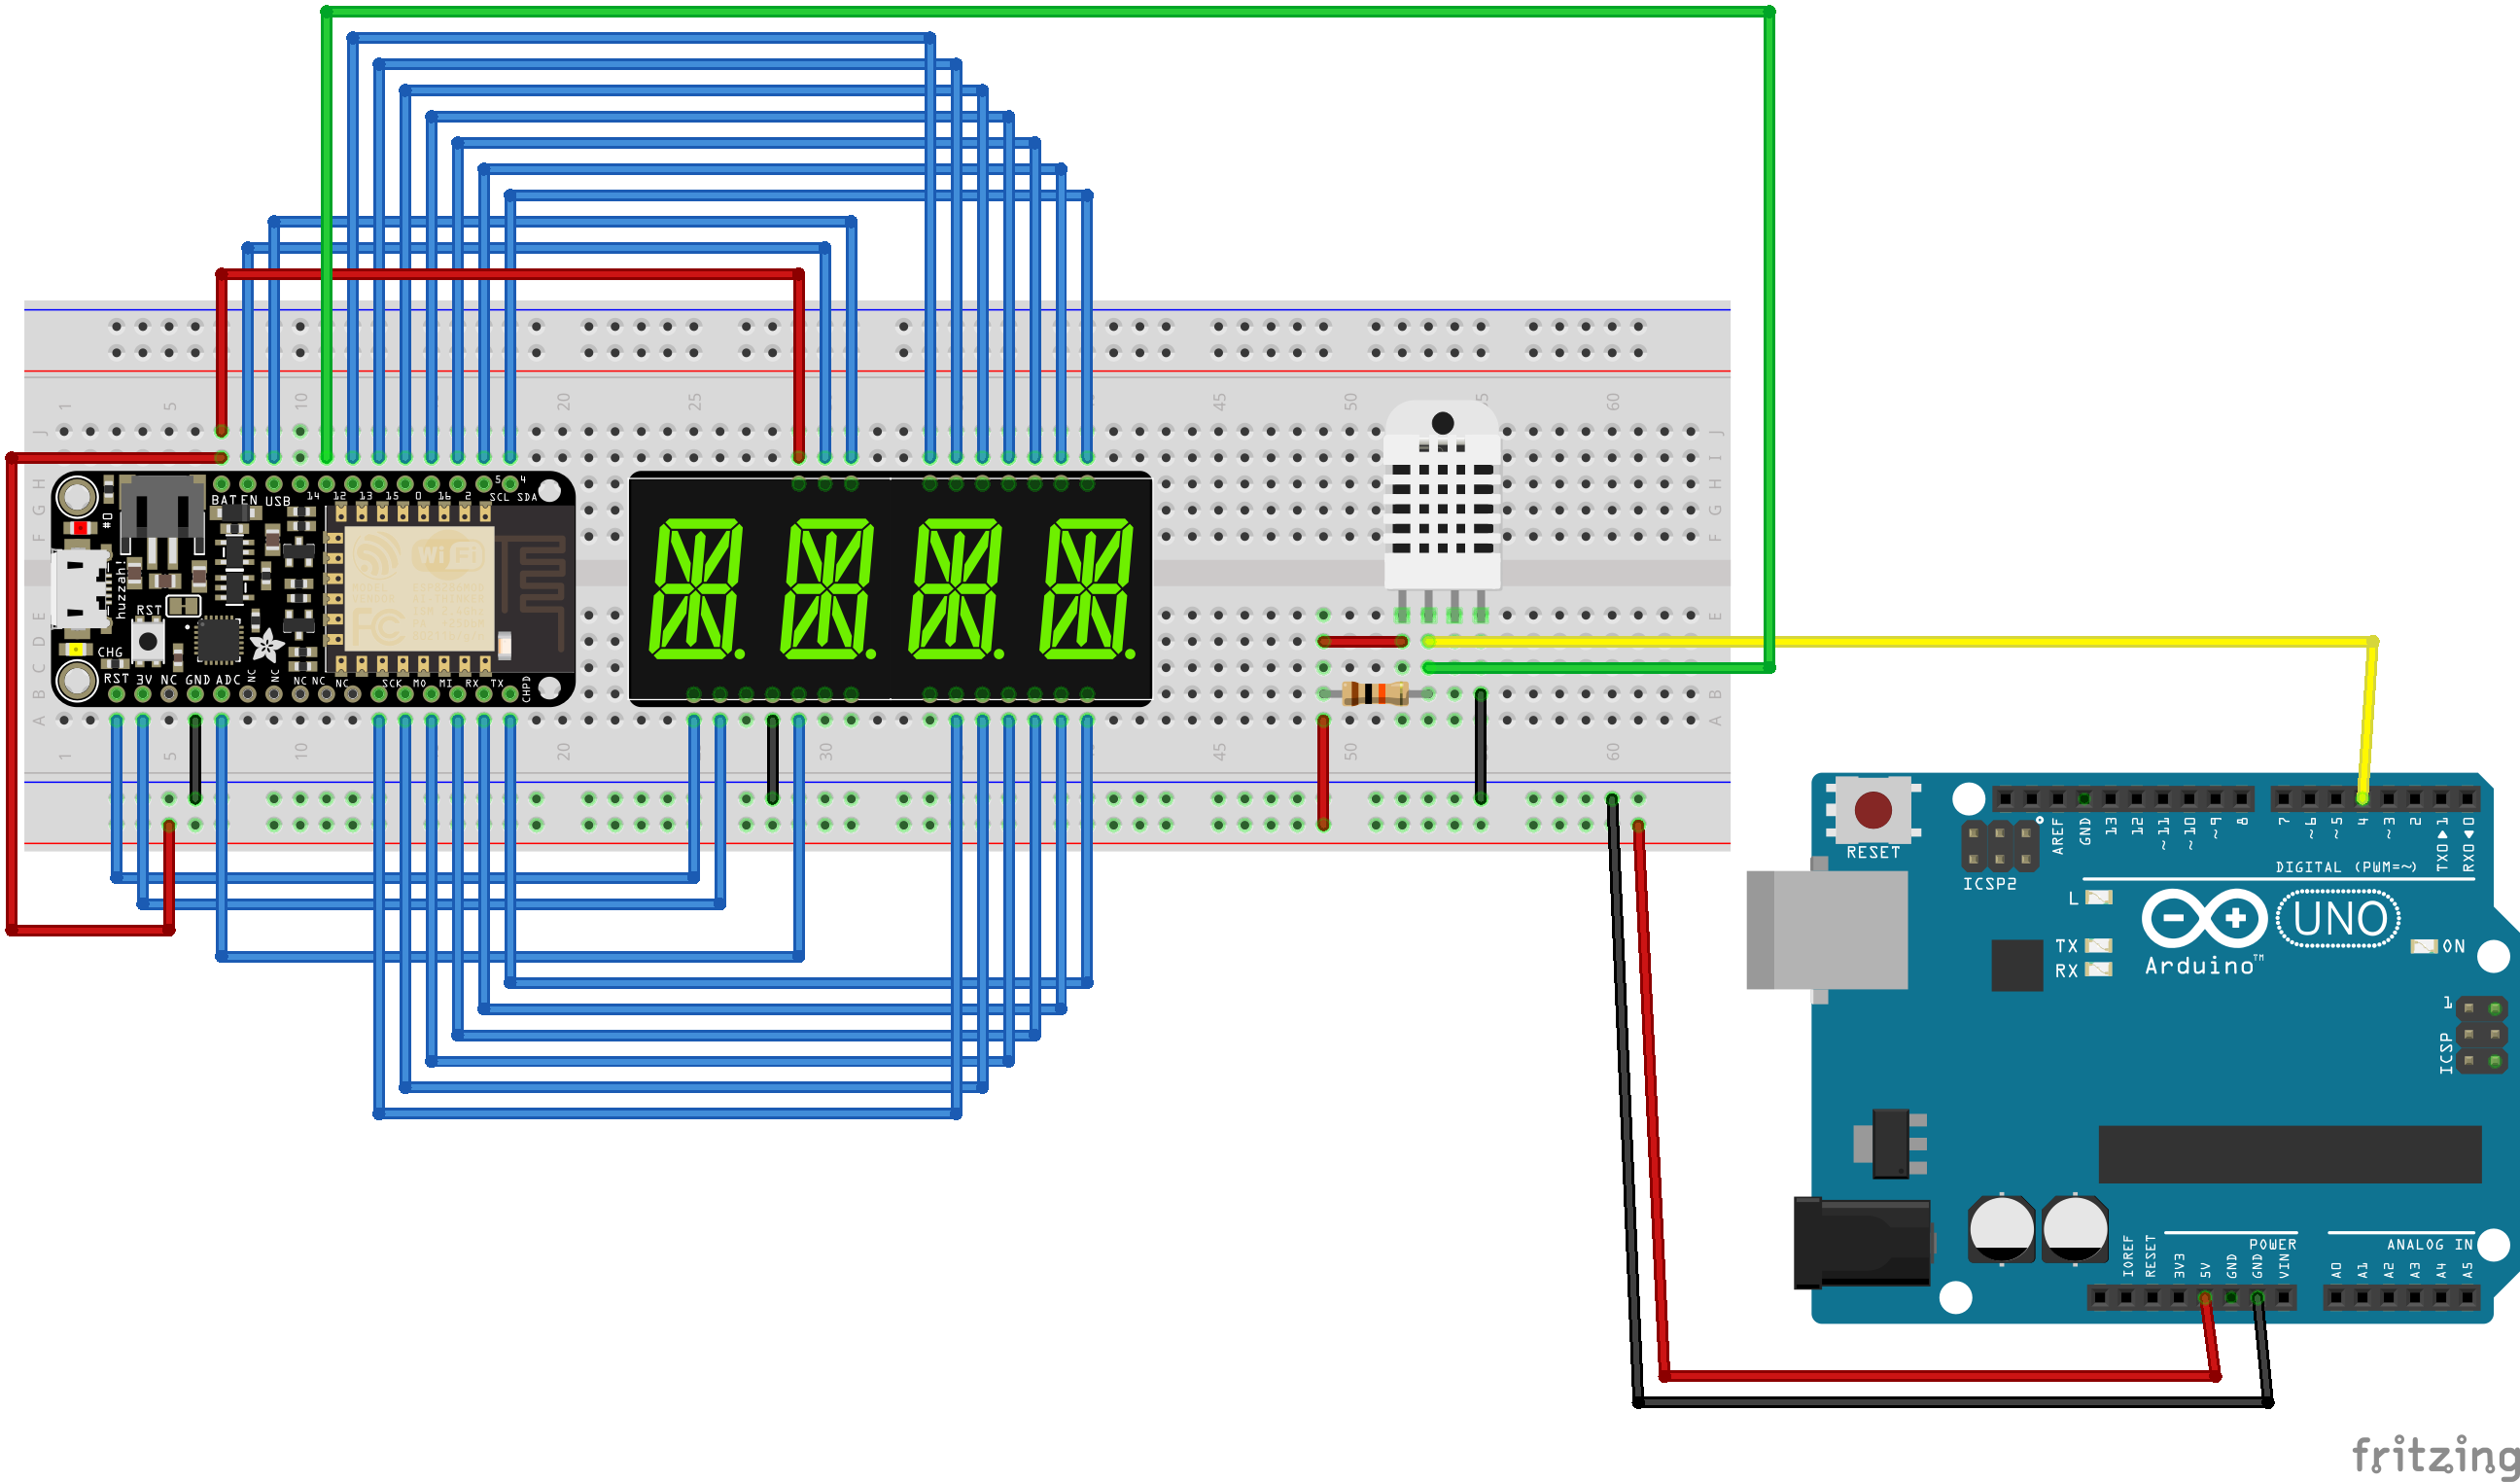 1 5 10 20 25 45 50 55 60
J J
I
H H
G G
F F
E E
D D
C C
B B
A A
1 5 10 20 30 45 50 60
BAT EN USB 14 12 13 15 0 16 2 5 4
SCL SDA
#0
huzzah!
WiFi
FC
RST
CHG
RST 3V NC GND ADC NC NC NC NC NC SCK MO MI RX TX CHPD
RESET
ICSP2
AREF GND 13 12 ~11 ~10 ~9 8 7 ~6 ~5 4 ~3 2 TXO 1 RXO 0
DIGITAL (PWM=~)
L
TX
RX
UNO
Arduino™
ON
1
ICSP
POWER
ANALOG IN
IOREF RESET 3V3 5V GND GND VIN A0 A1 A2 A3 A4 A5
fritzing